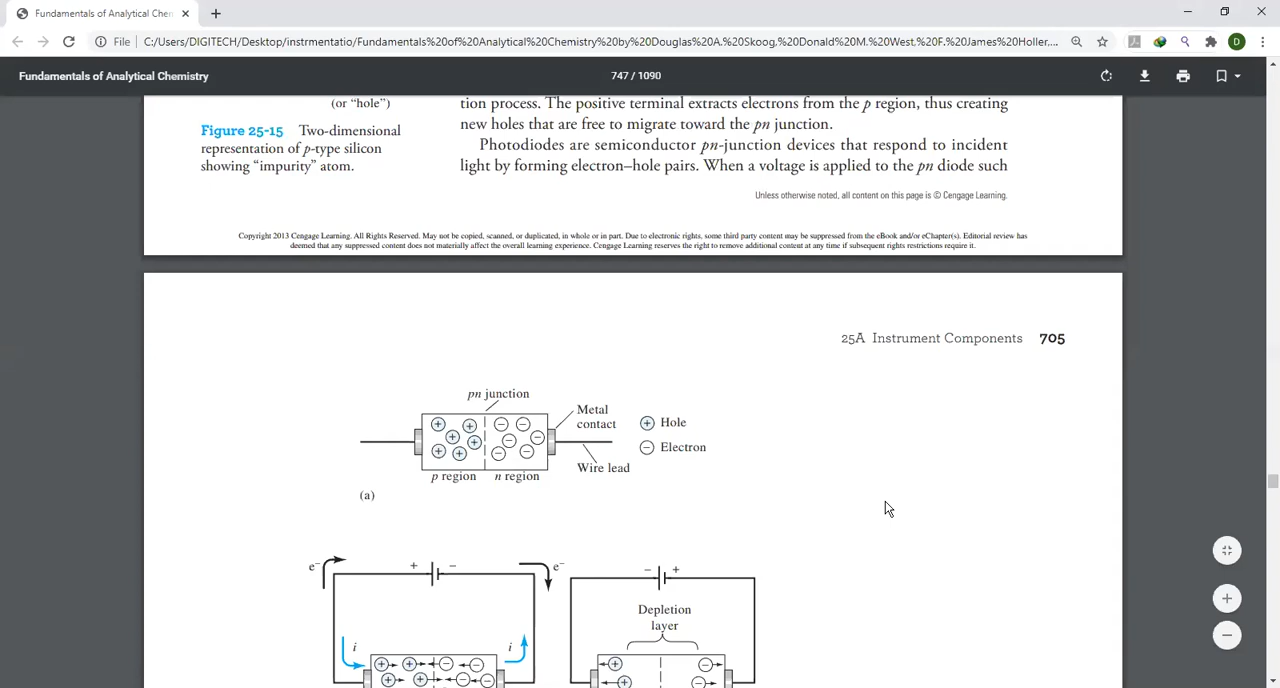 Fundamentals of Analytical Chem
File C:/Users/DIGITECH/Desktop/instrmentatio/Fundamentals%20of%20Analytical%20Chemistry%20by%20Douglas%20A.%20Skoog,%20Donald%20M.%20West,%20F.%20James%20Holler....
D
Fundamentals of Analytical Chemistry
747 / 1090
(or “hole”)
Figure 25-15 Two-dimensional
representation of p-type silicon
showing “impurity” atom.
tion process. The positive terminal extracts electrons from the p region, thus creating
new holes that are free to migrate toward the pn junction.
Photodiodes are semiconductor pn-junction devices that respond to incident
light by forming electron–hole pairs. When a voltage is applied to the pn diode such
Unless otherwise noted, all content on this page is © Cengage Learning.
Copyright 2013 Cengage Learning. All Rights Reserved. May not be copied, scanned, or duplicated, in whole or in part. Due to electronic rights, some third party content may be suppressed from the eBook and/or eChapter(s). Editorial review has
deemed that any suppressed content does not materially affect the overall learning experience. Cengage Learning reserves the right to remove additional content at any time if subsequent rights restrictions require it.
25A Instrument Components 705
pn junction
Metal
contact
Hole
Electron
Wire lead
p region n region
(a)
e− + − e− − +
Depletion
layer
i i